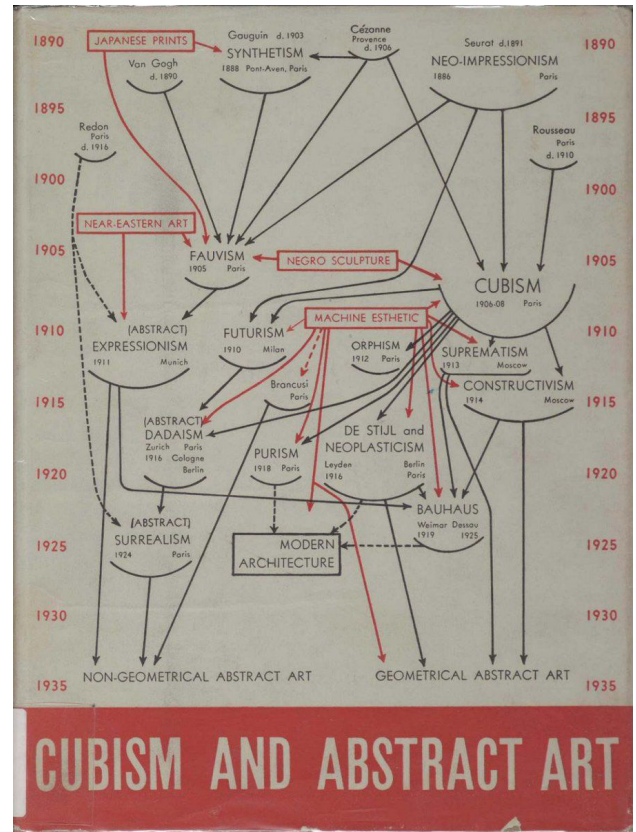 1890
JAPANESE PRINTS
Van Gogh
d. 1890
Gauguin d. 1903
SYNTHETISM
1888 Pont-Aven, Paris
Cézanne
Provence
d. 1906
Seurat d.1891
NEO-IMPRESSIONISM
1886 Paris
1890
1895
Redon
Paris
d. 1916
Rousseau
Paris
d. 1910
1895
1900
1900
NEAR-EASTERN ART
1905
FAUVISM
1905 Paris
NEGRO SCULPTURE
CUBISM
1906-08 Paris
1905
1910
(ABSTRACT)
EXPRESSIONISM
1911 Munich
FUTURISM
1910 Milan
MACHINE ESTHETIC
ORPHISM
1912 Paris
SUPREMATISM
1913 Moscow
1910
Brancusi
Paris
CONSTRUCTIVISM
1914 Moscow
1915
1915
(ABSTRACT)
DADAISM
Zurich Paris
1916 Cologne
Berlin
PURISM
1918 Paris
DE STIJL and
NEOPLASTICISM
Leyden Berlin
1916 Paris
1920
1920
BAUHAUS
Weimar Dessau
1919 1925
(ABSTRACT)
SURREALISM
1924 Paris
MODERN
ARCHITECTURE
1925
1925
1930
1930
NON-GEOMETRICAL ABSTRACT ART
GEOMETRICAL ABSTRACT ART
1935
1935
CUBISM AND ABSTRACT ART